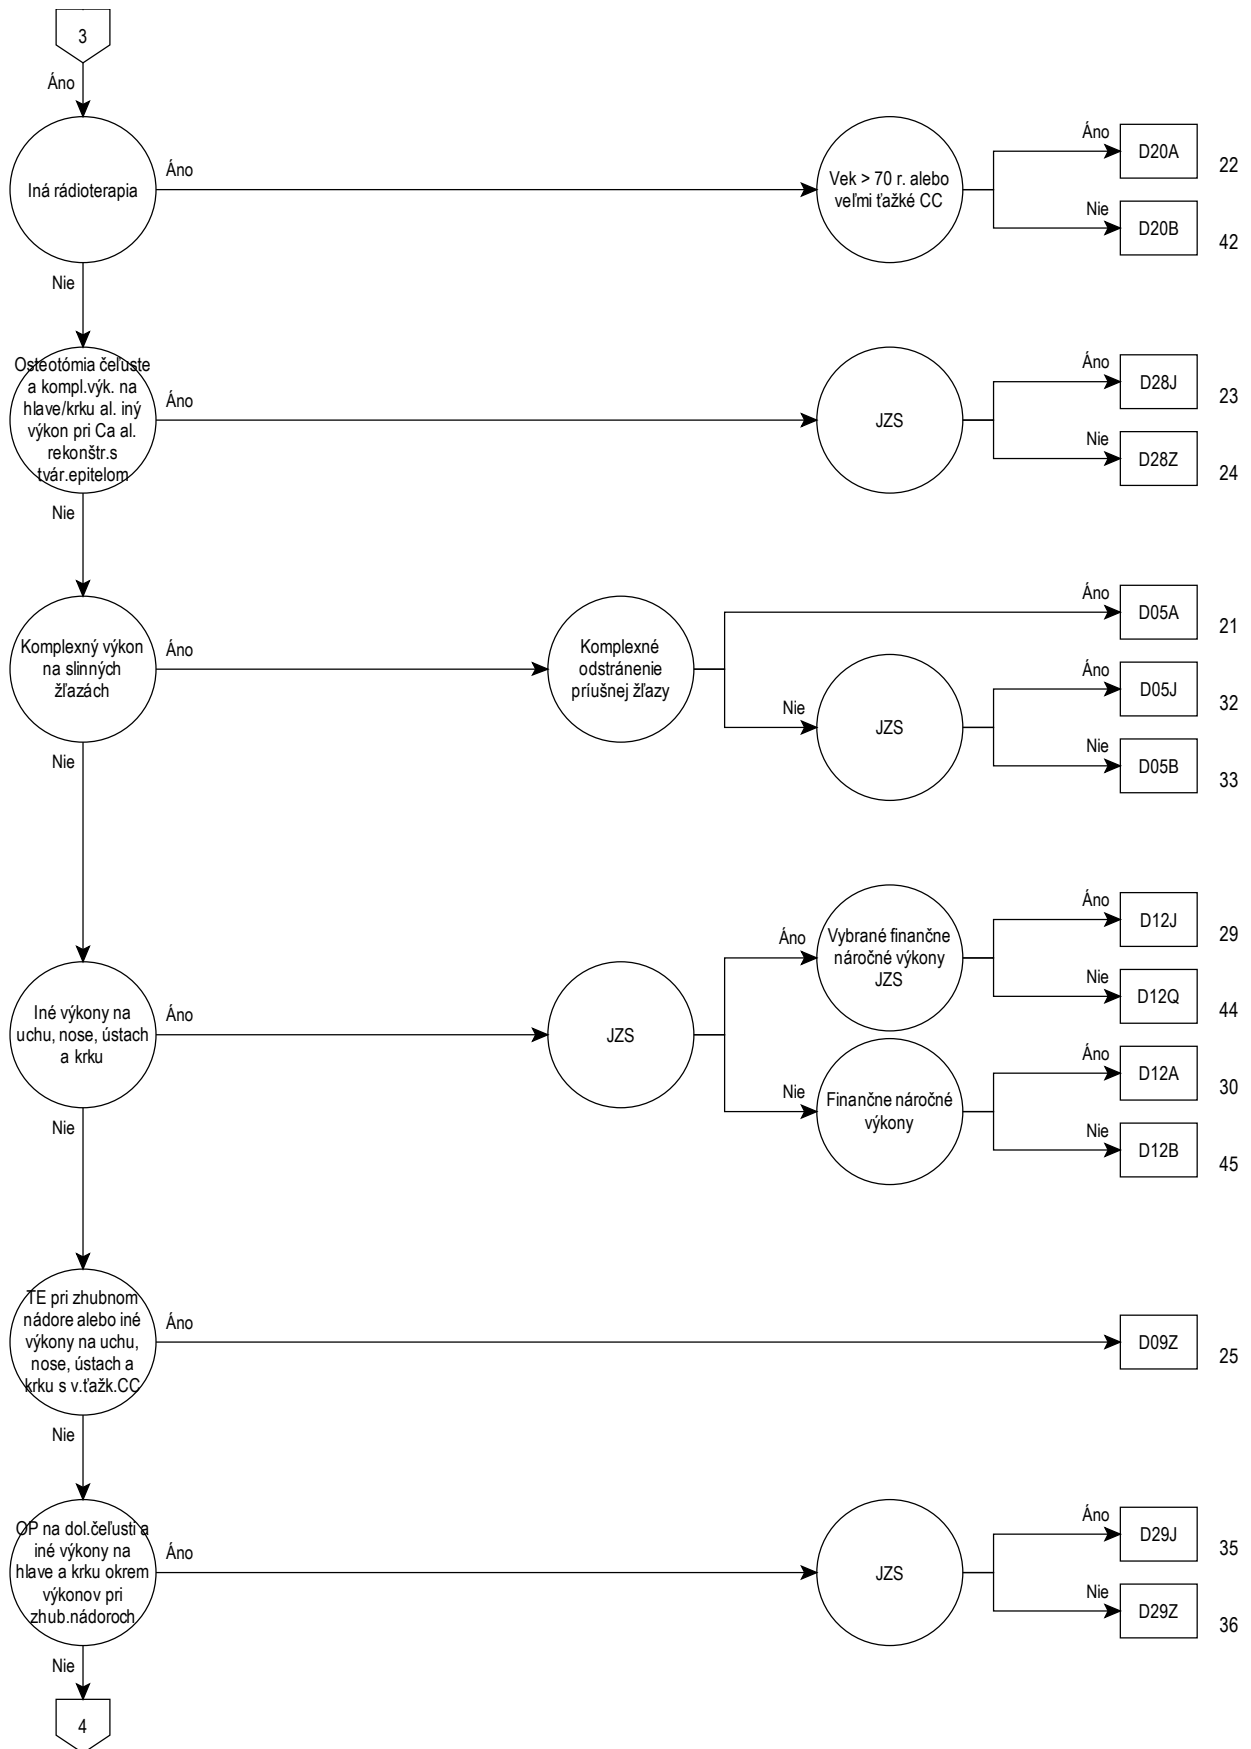 3
Áno
Iná rádioterapia
Áno
Vek > 70 r. alebo
veľmi ťažké CC
Áno
D20A
22
Nie
D20B
42
Nie
Osteotómia čeľuste
a kompl.výk. na
hlave/krku al. iný
výkon pri Ca al.
rekonštr.s
tvár.epitelom
Áno
JZS
Áno
D28J
23
Nie
D28Z
24
Nie
Komplexný výkon
na slinných
žľazách
Áno
Komplexné
odstránenie
príušnej žľazy
Áno
D05A
21
Nie
JZS
Áno
D05J
32
Nie
D05B
33
Nie
Iné výkony na
uchu, nose, ústach
a krku
Áno
JZS
Áno
Vybrané finančne
náročné výkony
JZS
Áno
D12J
29
Nie
D12Q
44
Nie
Finančne náročné
výkony
Áno
D12A
30
Nie
D12B
45
Nie
TE pri zhubnom
nádore alebo iné
výkony na uchu,
nose, ústach a
krku s v.ťažk.CC
Áno
D09Z
25
Nie
OP na dol.čeľusti a
iné výkony na
hlave a krku okrem
výkonov pri
zhub.nádoroch
Áno
JZS
Áno
D29J
35
Nie
D29Z
36
Nie
4